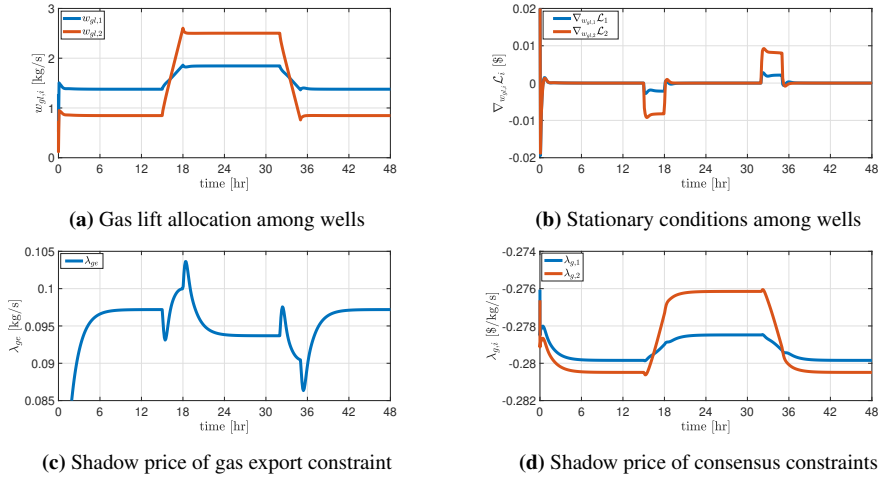 w_{gl,1}
w_{gl,2}
w_{gl,i} [kg/s]
3
2
1
0
0 6 12 18 24 30 36 42 48
time [hr]
(a) Gas lift allocation among wells
∇_{w_{gl,1}}ℒ_1
∇_{w_{gl,2}}ℒ_2
∇_{w_{gl,i}}ℒ_i [$]
0.02
0.01
0
-0.01
-0.02
0 6 12 18 24 30 36 42 48
time [hr]
(b) Stationary conditions among wells
λ_{ge}
λ_{ge} [kg/s]
0.105
0.1
0.095
0.09
0.085
0 6 12 18 24 30 36 42 48
time [hr]
(c) Shadow price of gas export constraint
λ_{g,1}
λ_{g,2}
λ_{g,i} [$/kg/s]
-0.274
-0.276
-0.278
-0.28
-0.282
0 6 12 18 24 30 36 42 48
time [hr]
(d) Shadow price of consensus constraints